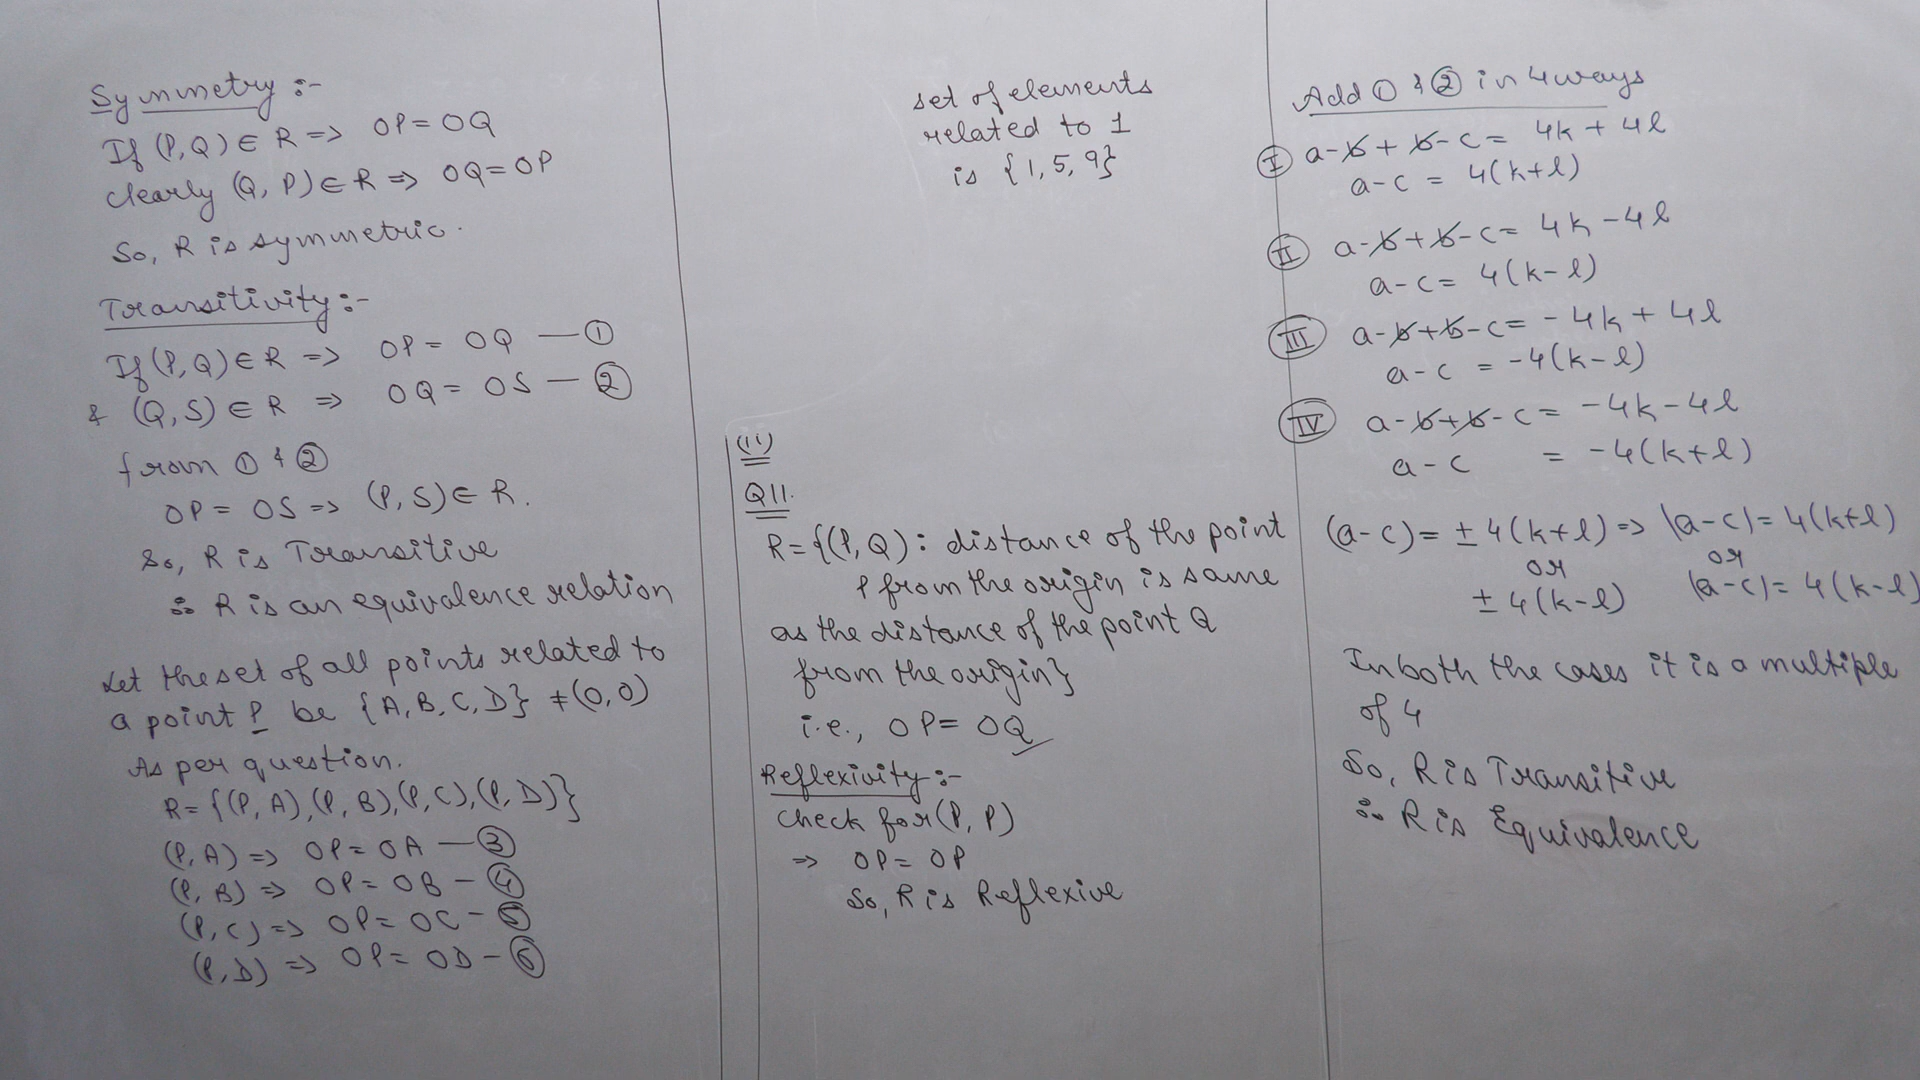 Symmetry :-
If (P,Q) ∈ R => OP = OQ
clearly (Q, P) ∈ R => OQ = OP
So, R is symmetric.
Transitivity :-
If (P,Q) ∈ R => OP = OQ — ①
& (Q,S) ∈ R => OQ = OS — ②
from ① & ②
OP = OS => (P,S) ∈ R.
So, R is Transitive
∴ R is an equivalence relation
Let the set of all points related to
a point P be {A,B,C,D} ≠ (0,0)
As per question.
R = {(P,A),(P,B),(P,C),(P,D)}
(P,A) => OP = OA — ③
(P,B) => OP = OB — ④
(P,C) => OP = OC — ⑤
(P,D) => OP = OD — ⑥
set of elements
related to 1
is {1,5,9}
(ii)
Q11.
R = {(P,Q) : distance of the point
P from the origin is same
as the distance of the point Q
from the origin}
i.e., OP = OQ
Reflexivity :-
Check for (P,P)
=> OP = OP
So, R is Reflexive
Add ① & ② in 4 ways
Ⓘ a-b+b-c = 4k + 4l
a-c = 4(k+l)
II a-b+b-c = 4k - 4l
a-c = 4(k-l)
III a-b+b-c = -4k + 4l
a-c = -4(k-l)
IV a-b+b-c = -4k-4l
a-c = -4(k+l)
(a-c) = ± 4(k+l) => |a-c| = 4(k+l)
or or
± 4(k-l) |a-c| = 4(k-l)
In both the cases it is a multiple
of 4
So, R is Transitive
∴ R is Equivalence